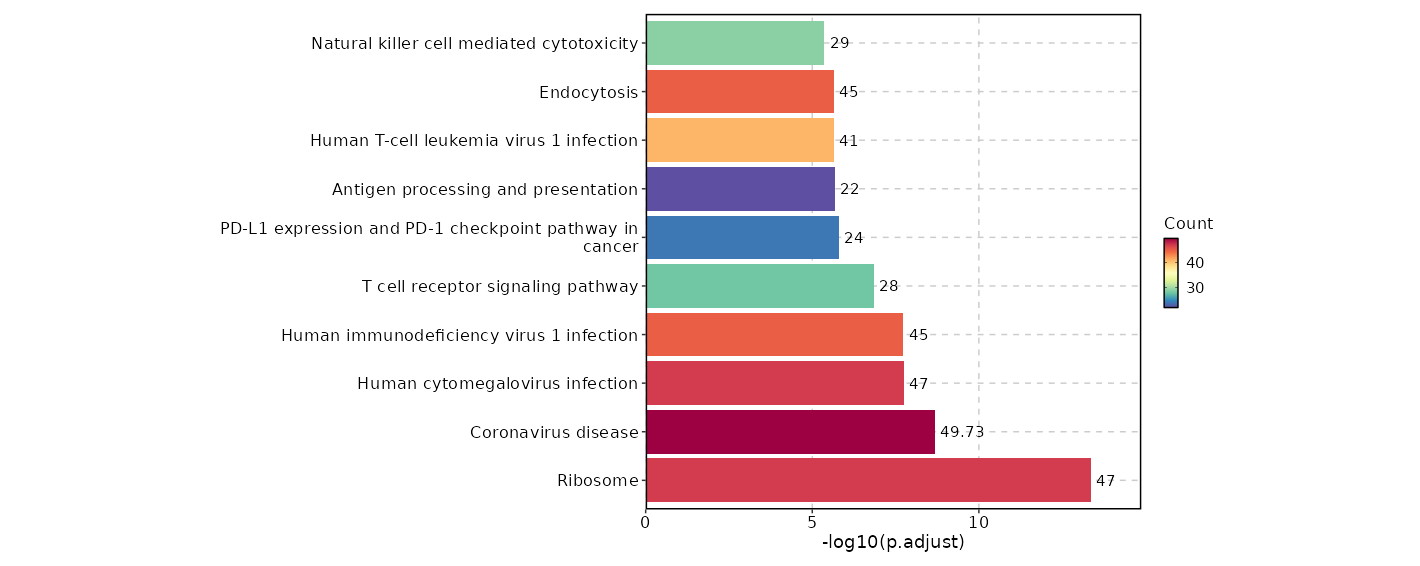 Natural killer cell mediated cytotoxicity
29
Endocytosis
45
Human T-cell leukemia virus 1 infection
41
Antigen processing and presentation
22
PD-L1 expression and PD-1 checkpoint pathway in
cancer
24
T cell receptor signaling pathway
28
Human immunodeficiency virus 1 infection
45
Human cytomegalovirus infection
47
Coronavirus disease
49.73
Ribosome
47
0 5 10
-log10(p.adjust)
Count
40
30